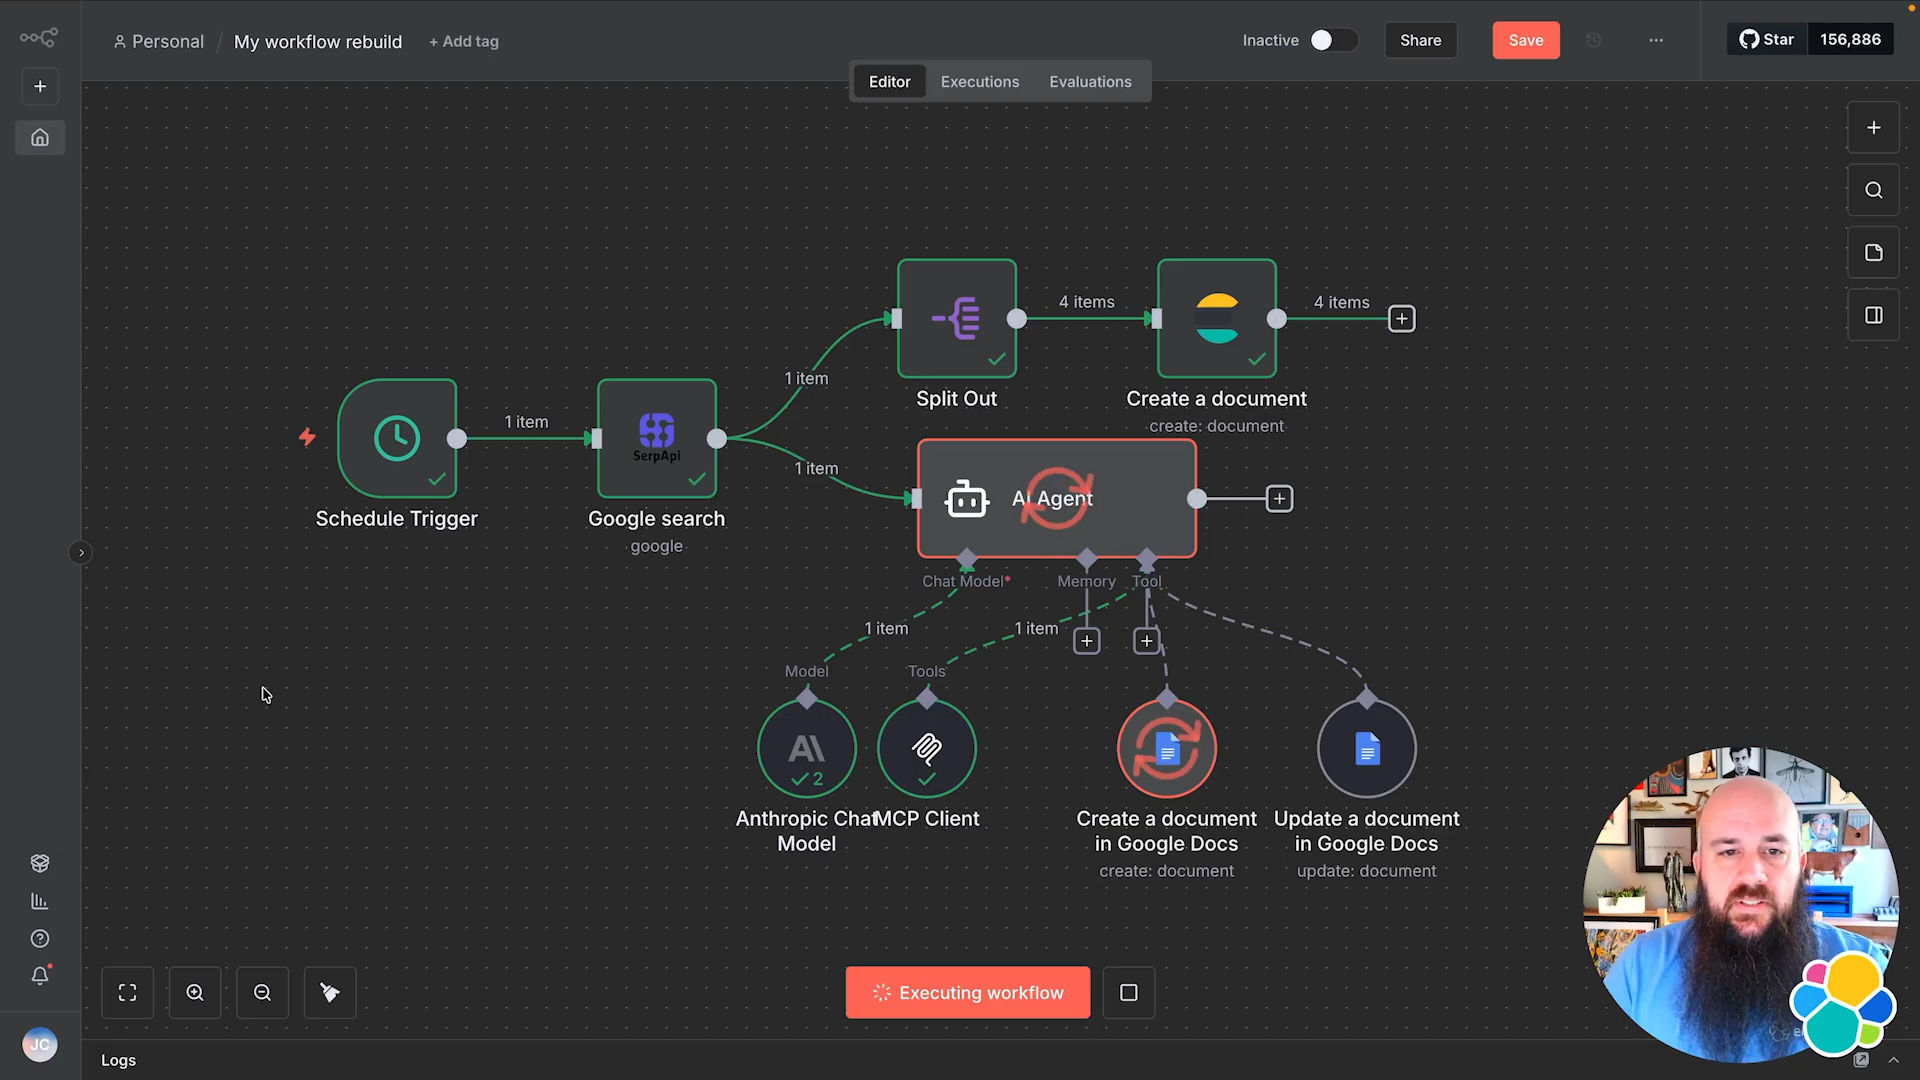 Personal / My workflow rebuild + Add tag
Inactive
Share
Save
Star 156,886
Editor Executions Evaluations
4 items
4 items
1 item
Split Out
Create a document
create: document
1 item
SerpApi
1 item
AI Agent
Schedule Trigger
Google search
google
Chat Model*
Memory
Tool
1 item
1 item
Model
Tools
2
Anthropic Chat
Model
MCP Client
Create a document
in Google Docs
create: document
Update a document
in Google Docs
update: document
Executing workflow
JC
Logs